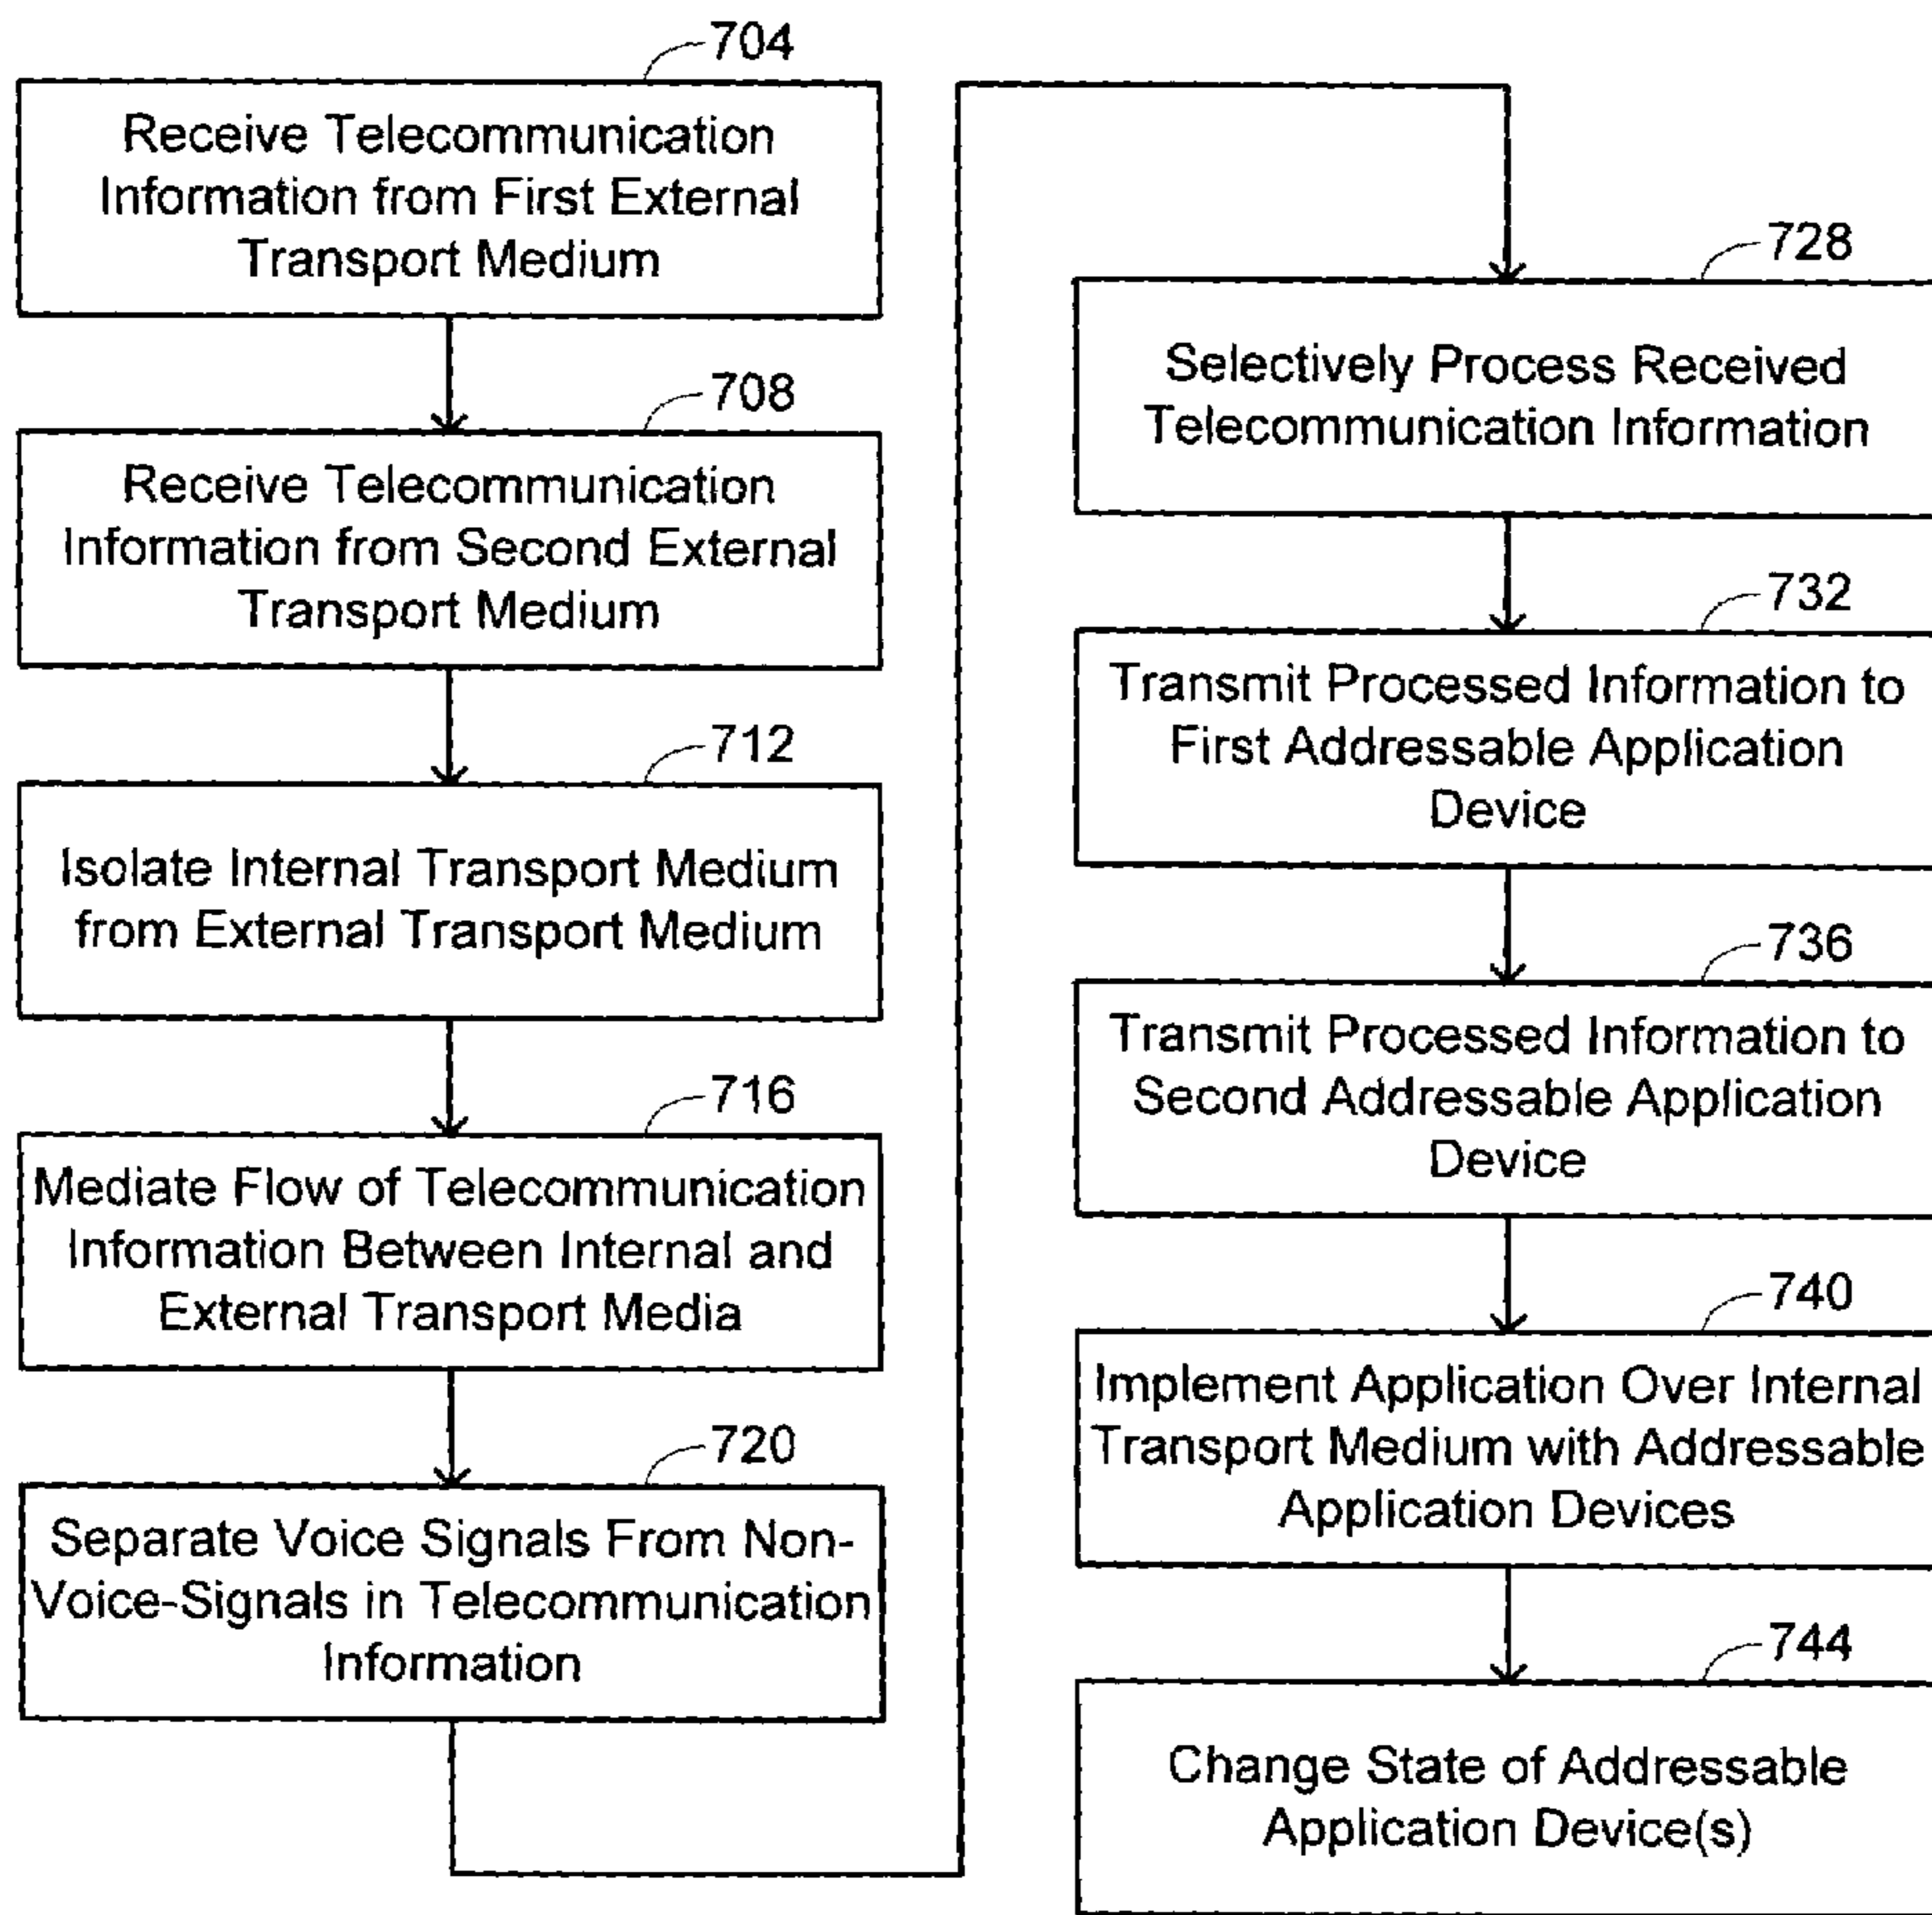 704
Receive Telecommunication
Information from First External
Transport Medium
708
Receive Telecommunication
Information from Second External
Transport Medium
712
Isolate Internal Transport Medium
from External Transport Medium
716
Mediate Flow of Telecommunication
Information Between Internal and
External Transport Media
720
Separate Voice Signals From Non-
Voice-Signals in Telecommunication
Information
728
Selectively Process Received
Telecommunication Information
732
Transmit Processed Information to
First Addressable Application
Device
736
Transmit Processed Information to
Second Addressable Application
Device
740
Implement Application Over Internal
Transport Medium with Addressable
Application Devices
744
Change State of Addressable
Application Device(s)